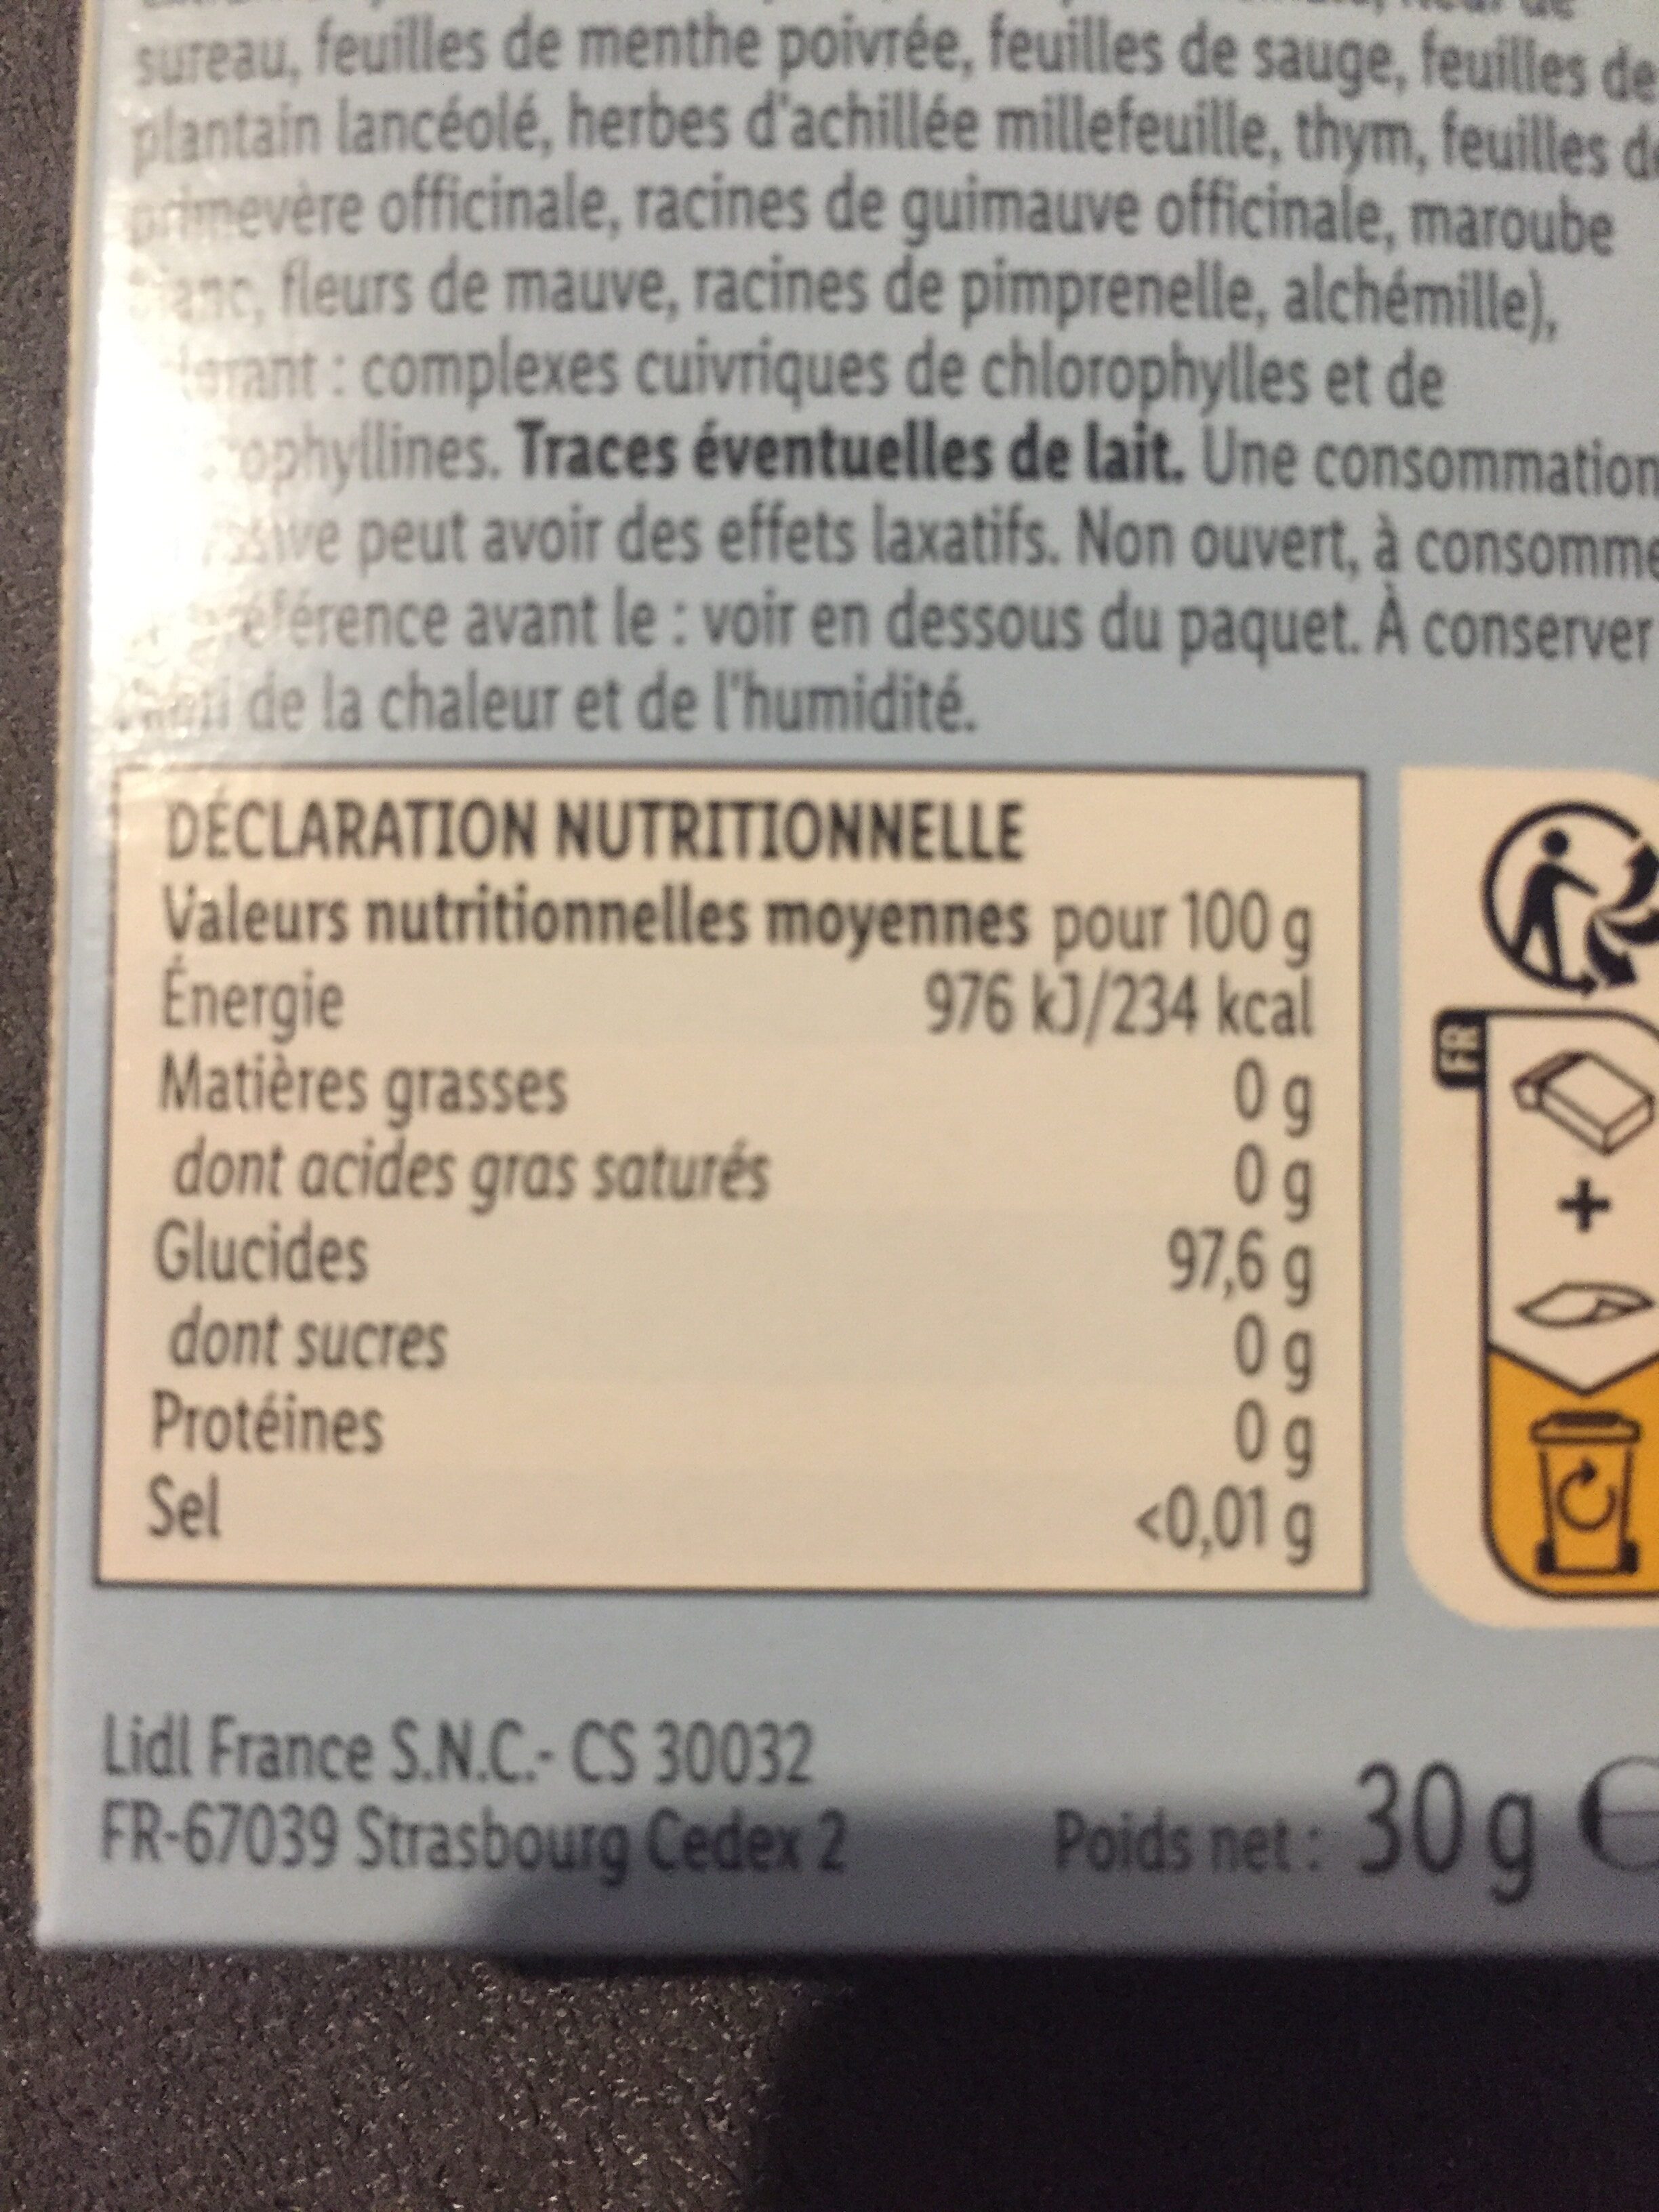 sureau, feuilles de menthe poivrée, feuilles de sauge, feuilles de
plantain lancéolé, herbes d'achillée millefeuille, thym, feuilles de
primevère officinale, racines de guimauve officinale, maroube
blanc, fleurs de mauve, racines de pimprenelle, alchémille),
: complexes cuivriques de chlorophylles et de
Traces éventuelles de lait. Une consommation
peut avoir des effets laxatifs. Non ouvert, à
avant le : voir en dessous du paquet. À conserver
de la chaleur et de l'humidité.
DÉCLARATION NUTRITIONNELLE
Valeurs nutritionnelles moyennes pour 100 g
Énergie 976 kJ/234 kcal
Matières grasses 0 g
dont acides gras saturés 0 g
Glucides 97,6 g
dont sucres 0 g
Protéines 0 g
Sel <0,01 g
FR
+
Lidl France S.N.C.- CS 30032
FR-67039 Strasbourg Cedex 2
Poids net : 30 g e